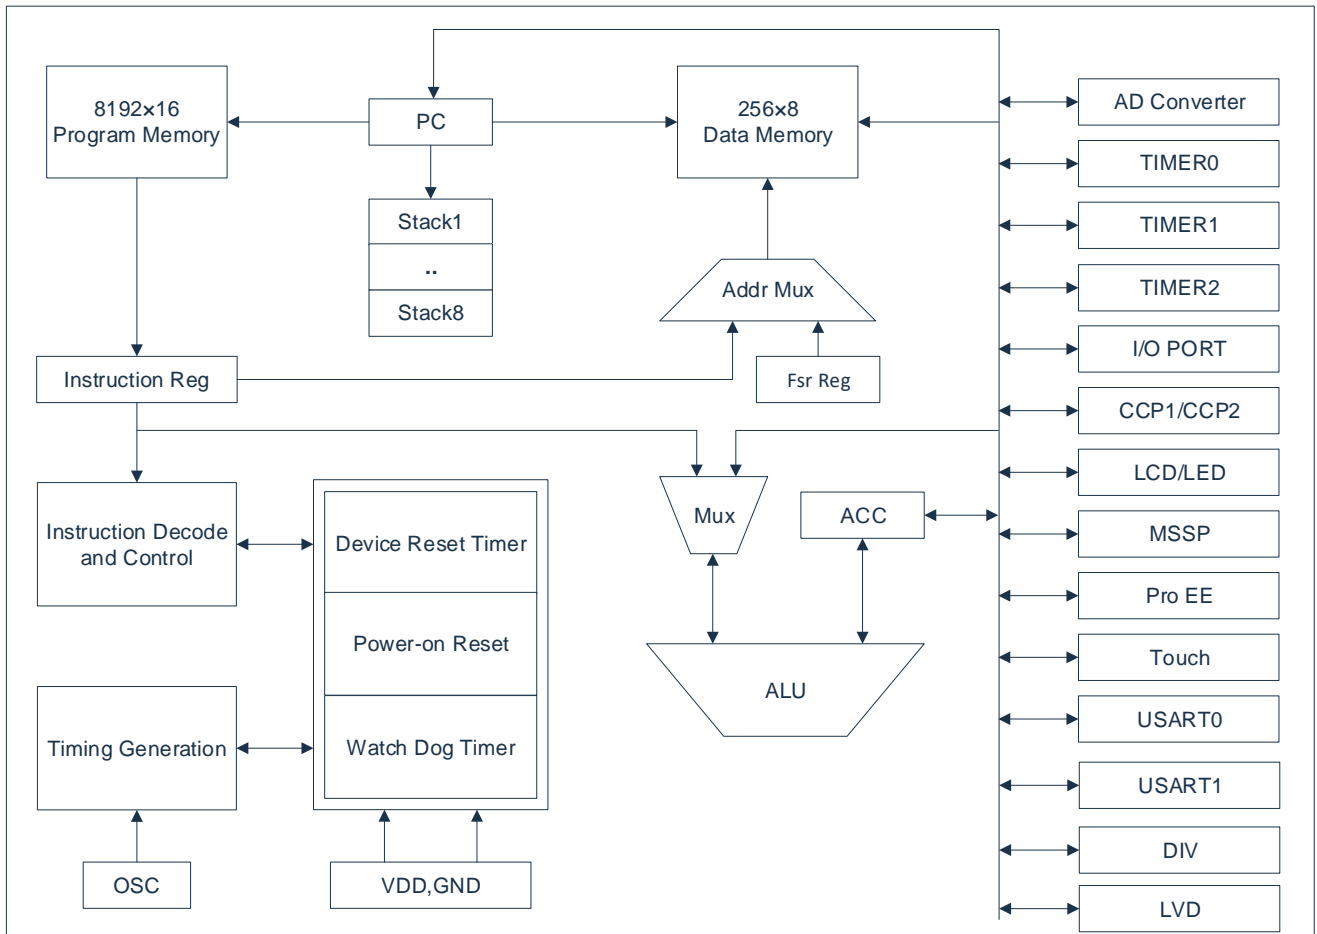 8192×16
Program Memory
PC
256×8
Data Memory
Stack1
..
Stack8
Addr Mux
Instruction Reg
Fsr Reg
Mux
ACC
Instruction Decode
and Control
Device Reset Timer
Power-on Reset
ALU
Timing Generation
Watch Dog Timer
OSC
VDD,GND
AD Converter
TIMER0
TIMER1
TIMER2
I/O PORT
CCP1/CCP2
LCD/LED
MSSP
Pro EE
Touch
USART0
USART1
DIV
LVD